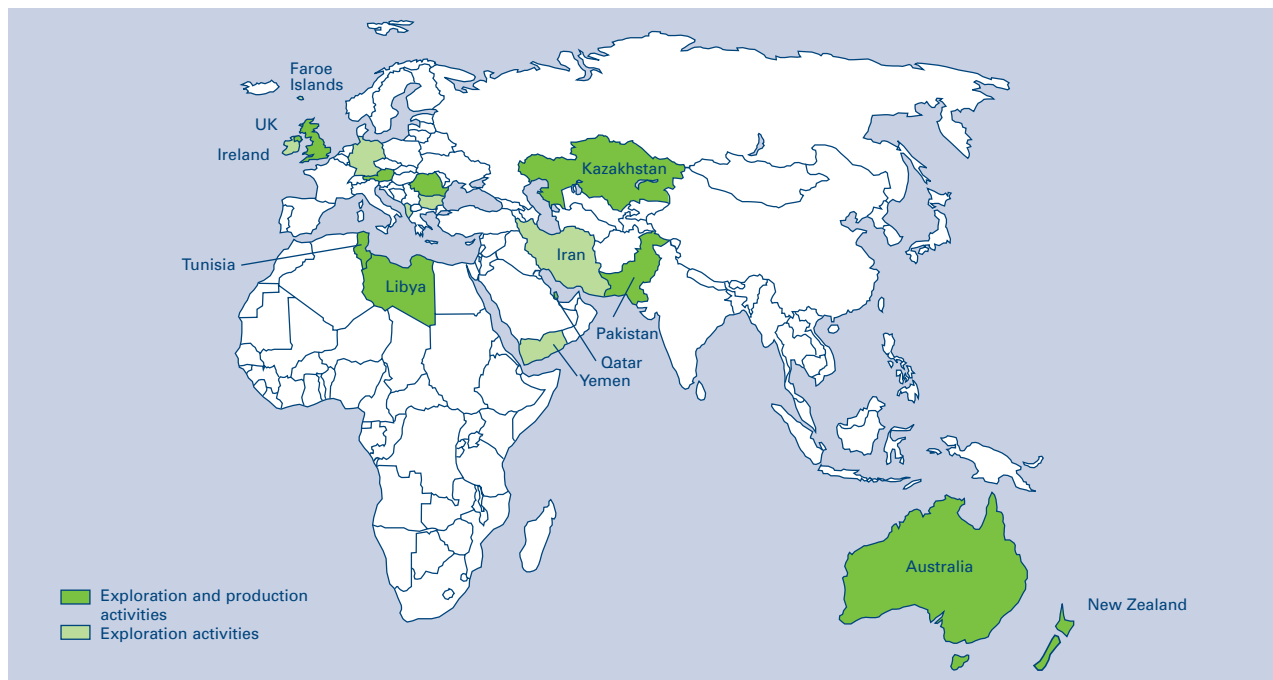 Faroe
Islands
UK
Ireland
Kazakhstan
Tunisia
Iran
Libya
Pakistan
Qatar
Yemen
Australia
New Zealand
Exploration and production
activities
Exploration activities